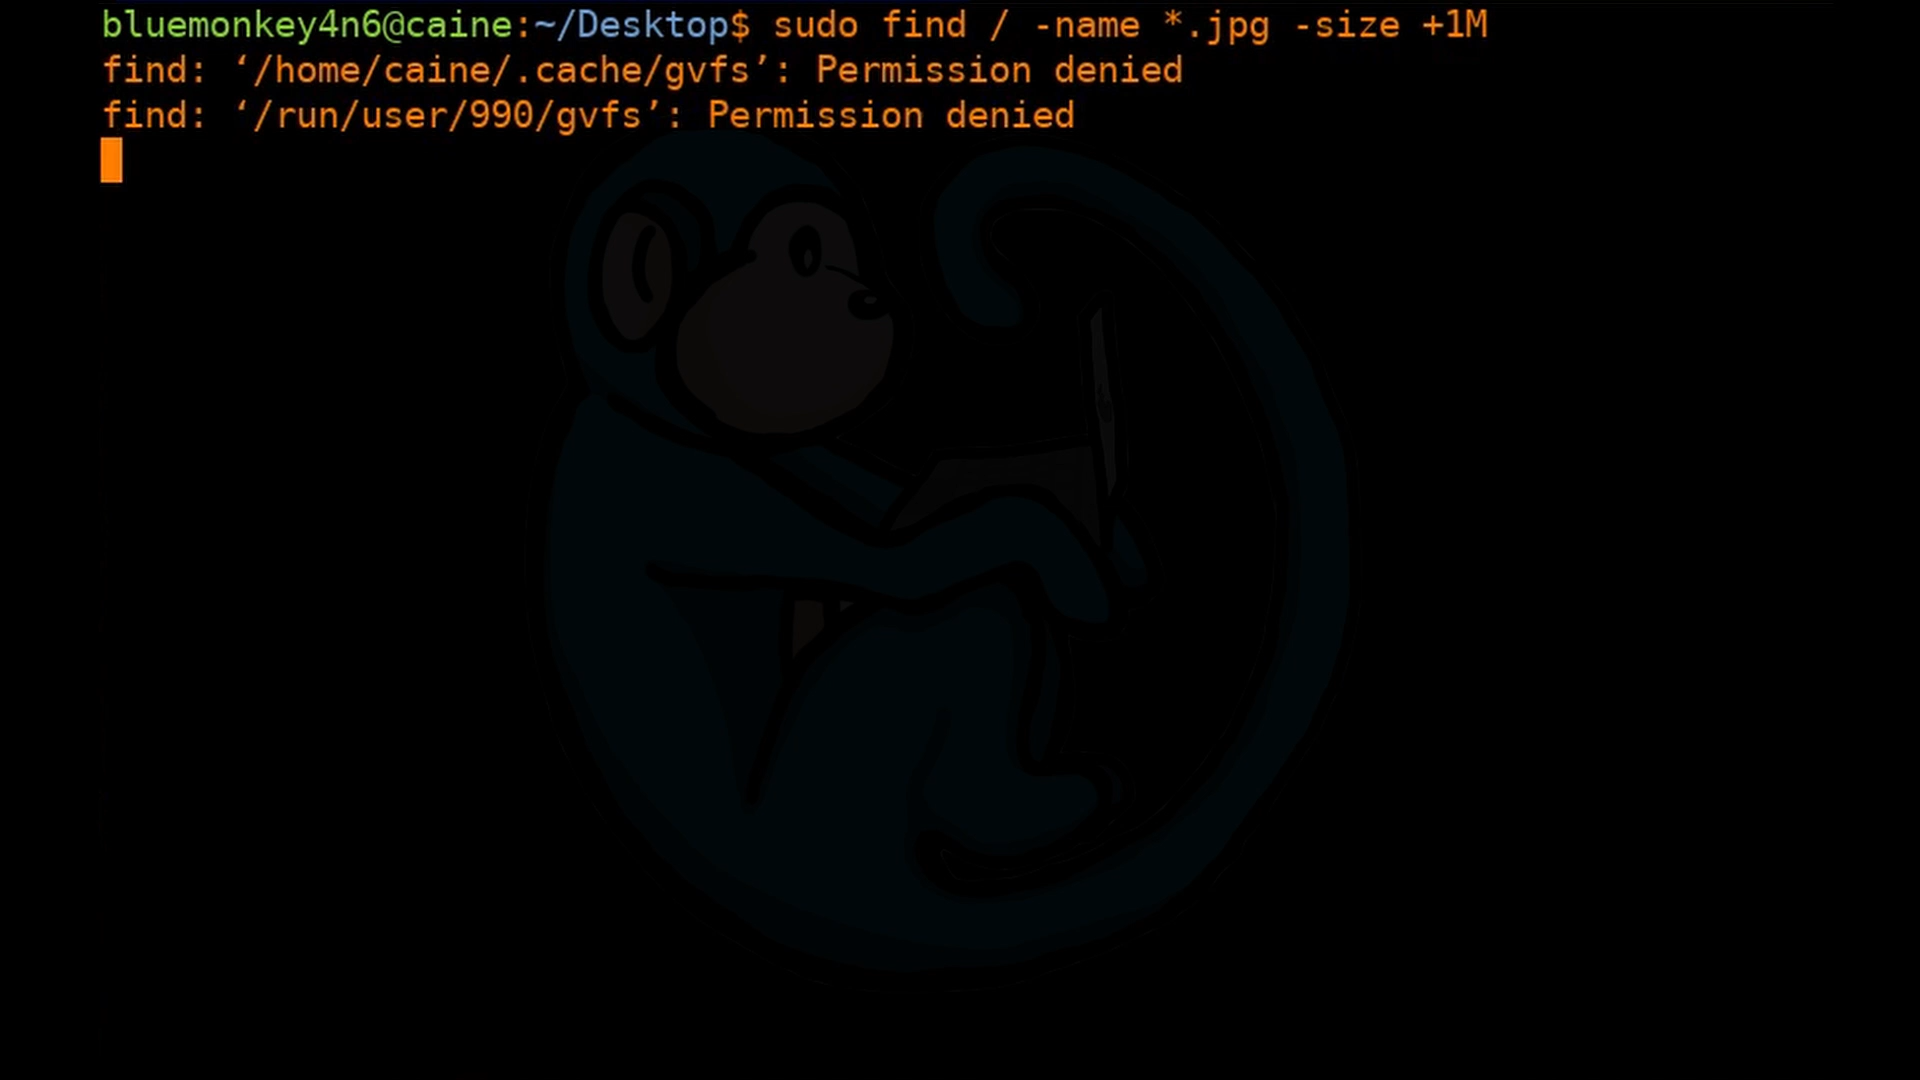 bluemonkey4n6@caine:~/Desktop$ sudo find / -name *.jpg -size +1M
find: ‘/home/caine/.cache/gvfs’: Permission denied
find: ‘/run/user/990/gvfs’: Permission denied